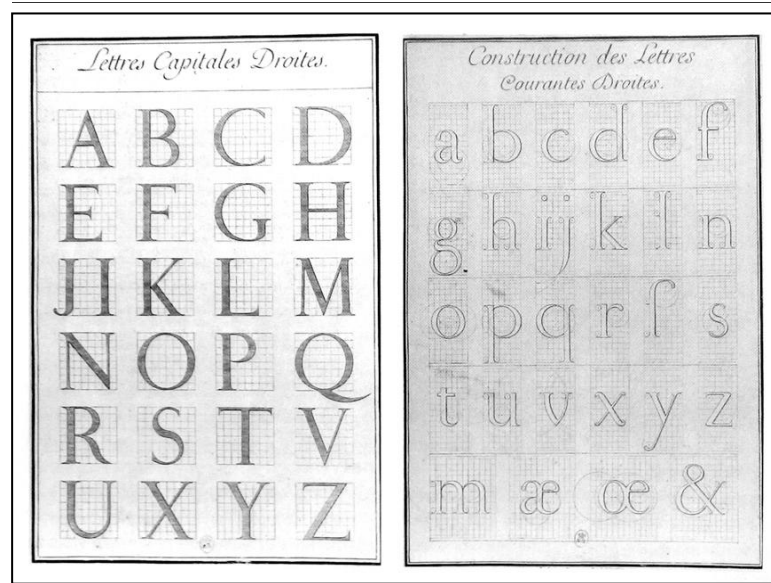 Lettres Capitales Droites.
A B C D
E F G H
J I K L M
N O P Q
R S T V
U X Y Z
Construction des Lettres
Courantes Droites.
a b c d e f
g h i j k l n
o p q r ſ s
t u v x y z
m æ œ &